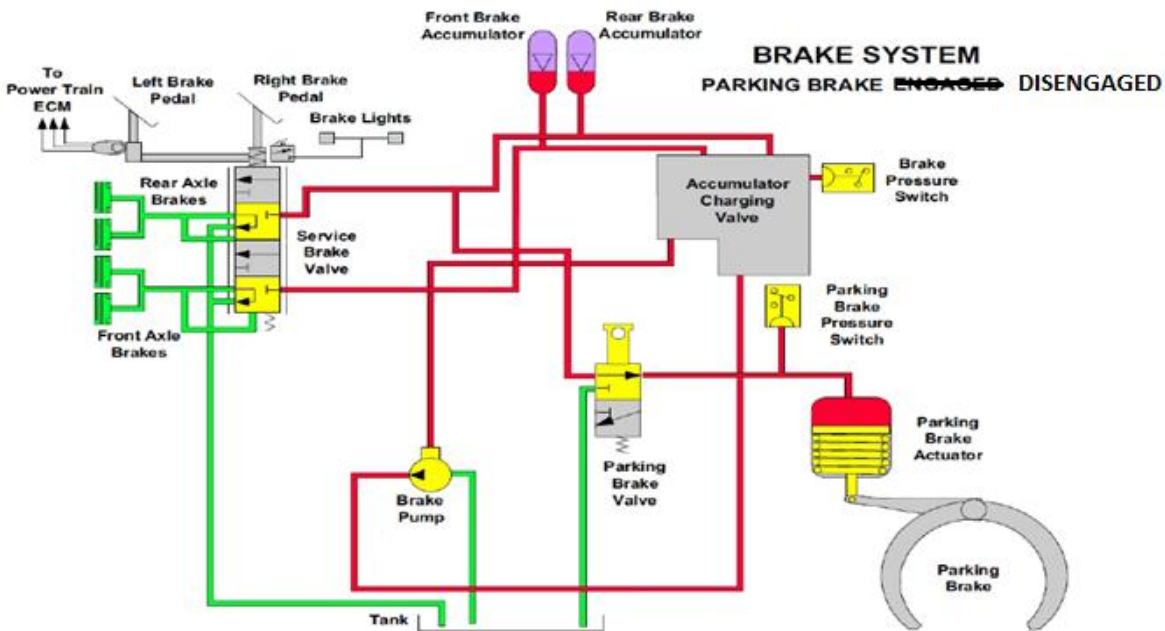 Front Brake
Accumulator
Rear Brake
Accumulator
BRAKE SYSTEM
PARKING BRAKE ENGAGED DISENGAGED
To
Power Train
ECM
Left Brake
Pedal
Right Brake
Pedal
Brake Lights
Rear Axle
Brakes
Service
Brake
Valve
Front Axle
Brakes
Accumulator
Charging
Valve
Brake
Pressure
Switch
Parking
Brake
Pressure
Switch
Parking
Brake
Actuator
Parking
Brake
Valve
Brake
Pump
Parking
Brake
Tank